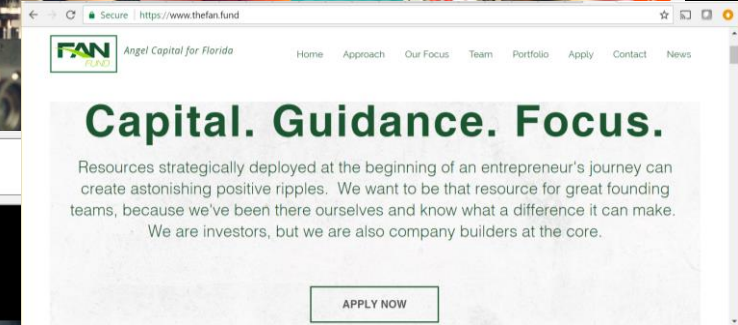 Secure | https://www.thefan.fund
FAN
FUND
Angel Capital for Florida
Home Approach Our Focus Team Portfolio Apply Contact News
Capital. Guidance. Focus.
Resources strategically deployed at the beginning of an entrepreneur's journey can
create astonishing positive ripples. We want to be that resource for great founding
teams, because we've been there ourselves and know what a difference it can make.
We are investors, but we are also company builders at the core.
APPLY NOW